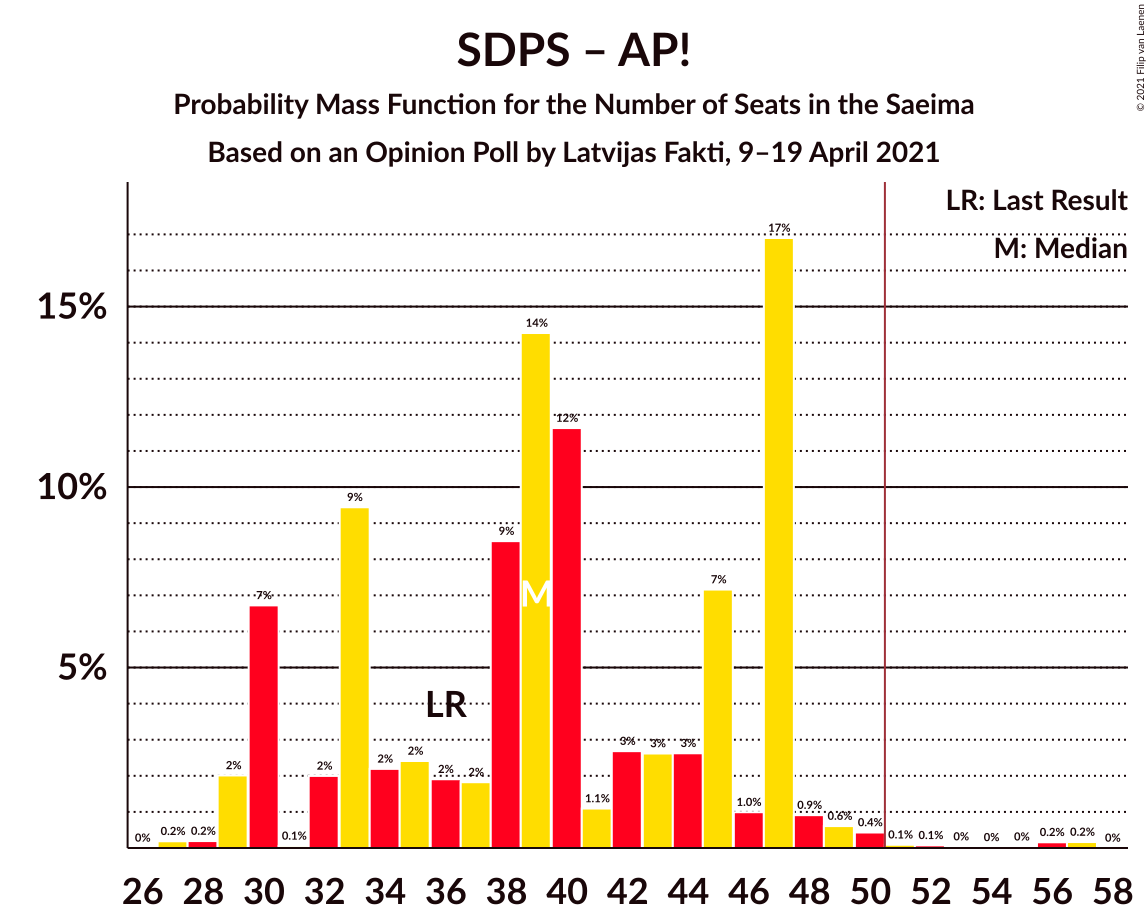 SDPS – AP!
Probability Mass Function for the Number of Seats in the Saeima
Based on an Opinion Poll by Latvijas Fakti, 9–19 April 2021
© 2021 Filip van Laenen
LR: Last Result
M: Median
15%
10%
5%
0% 0.2% 0.2% 2% 7% 0.1% 2% 9% 2% 2% 2% 2% 9% 14% 12% 1.1% 3% 3% 3% 7% 1.0% 17% 0.9% 0.6% 0.4% 0.1% 0.1% 0% 0% 0% 0.2% 0.2% 0%
M
LR
26 28 30 32 34 36 38 40 42 44 46 48 50 52 54 56 58